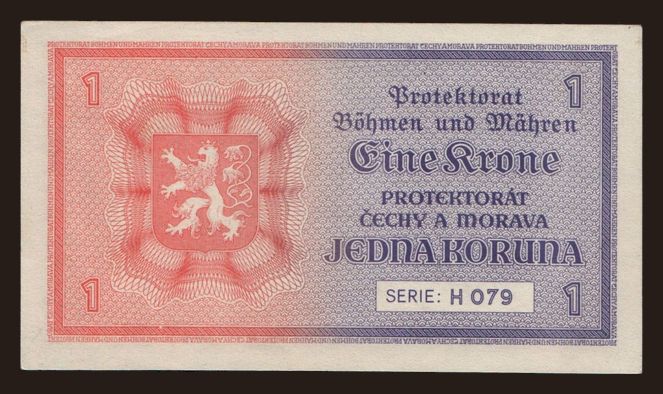 PROTEKTORAT BÖHMEN UND MÄHREN PROTEKTORÁT ČECHY A MORAVA PROTEKTORAT BÖHMEN UND MÄHREN
1
1
Protektorat
Böhmen und Mähren
Eine Krone
PROTEKTORÁT
ČECHY A MORAVA
JEDNA KORUNA
SERIE: H 079
1
1